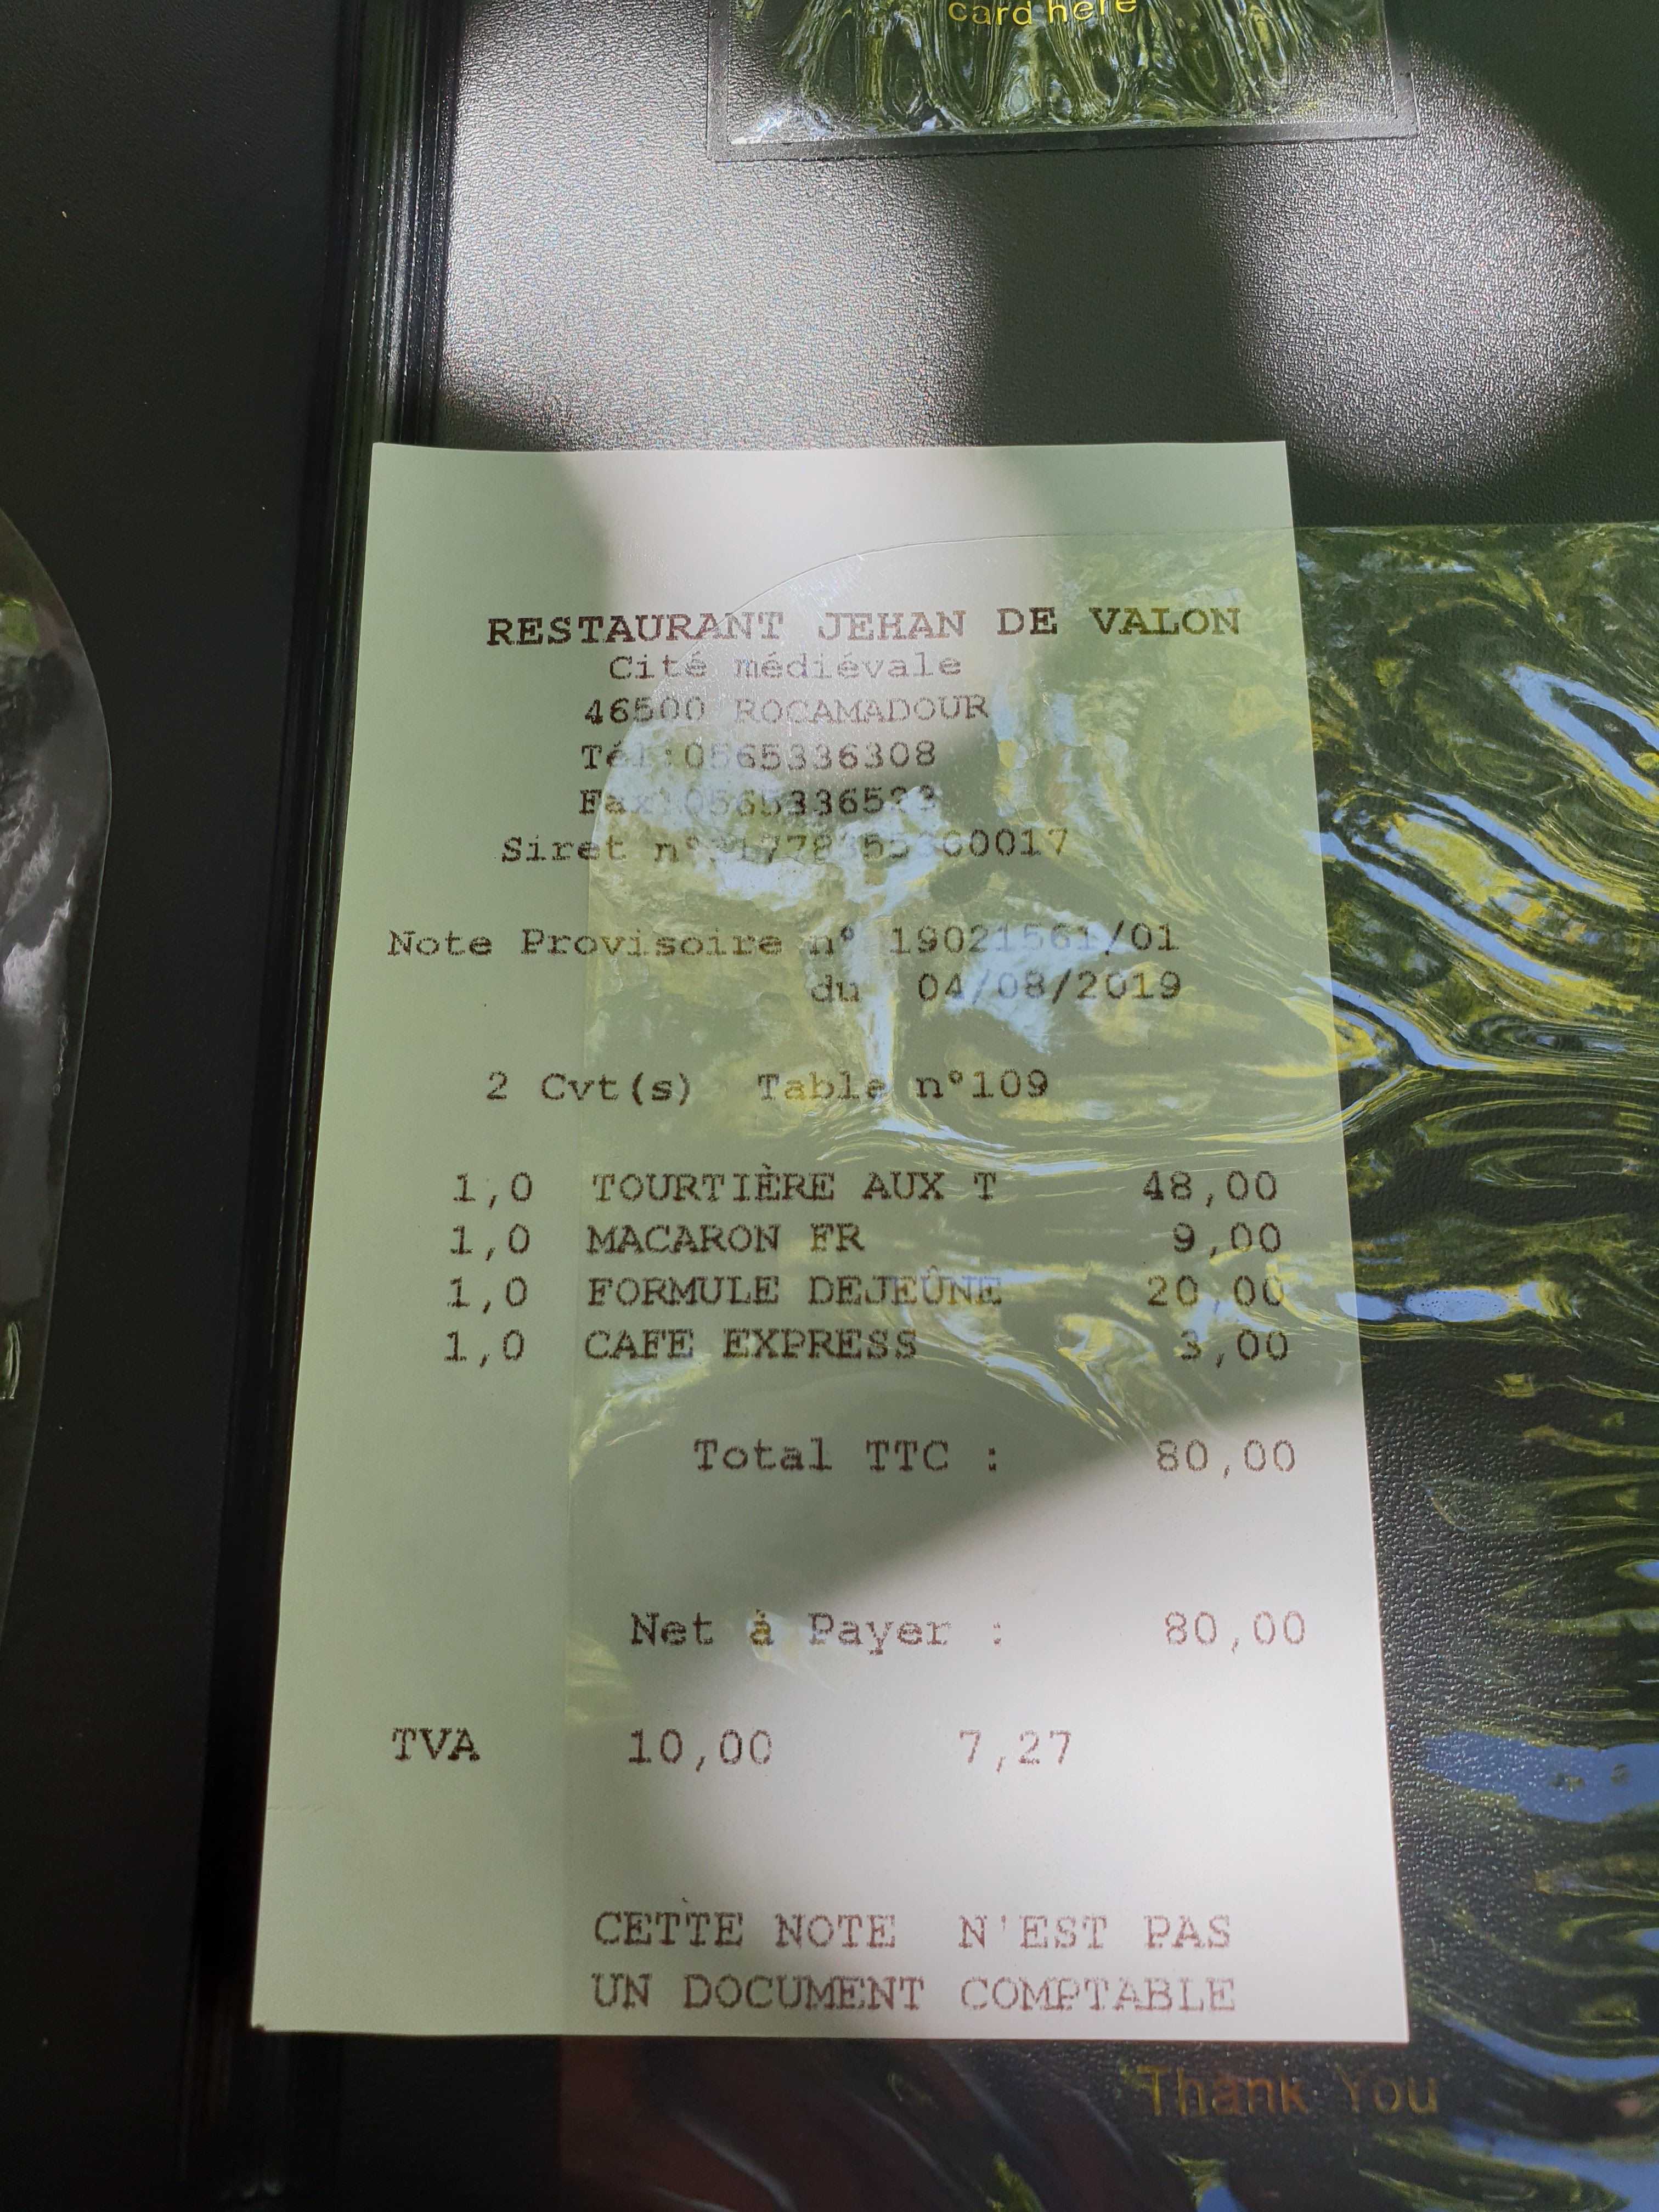 card here
RESTAURANT JEHAN DE VALON
Cité médiévale
46500 ROCAMADOUR
Tél:0565336308
Fax:
Siret
Note Provisoire n° 19021561/01
du 04/08/2019
2 Cvt(s) Table n°109
1,0 TOURTIÈRE AUX T 48,00
1,0 MACARON FR 9,00
1,0 FORMULE DEJEÛNE 20,00
1,0 CAFE EXPRESS 3,00
Total TTC : 80,00
Net à Payer : 80,00
TVA 10,00 7,27
CETTE NOTE N'EST PAS
UN DOCUMENT COMPTABLE
Thank You